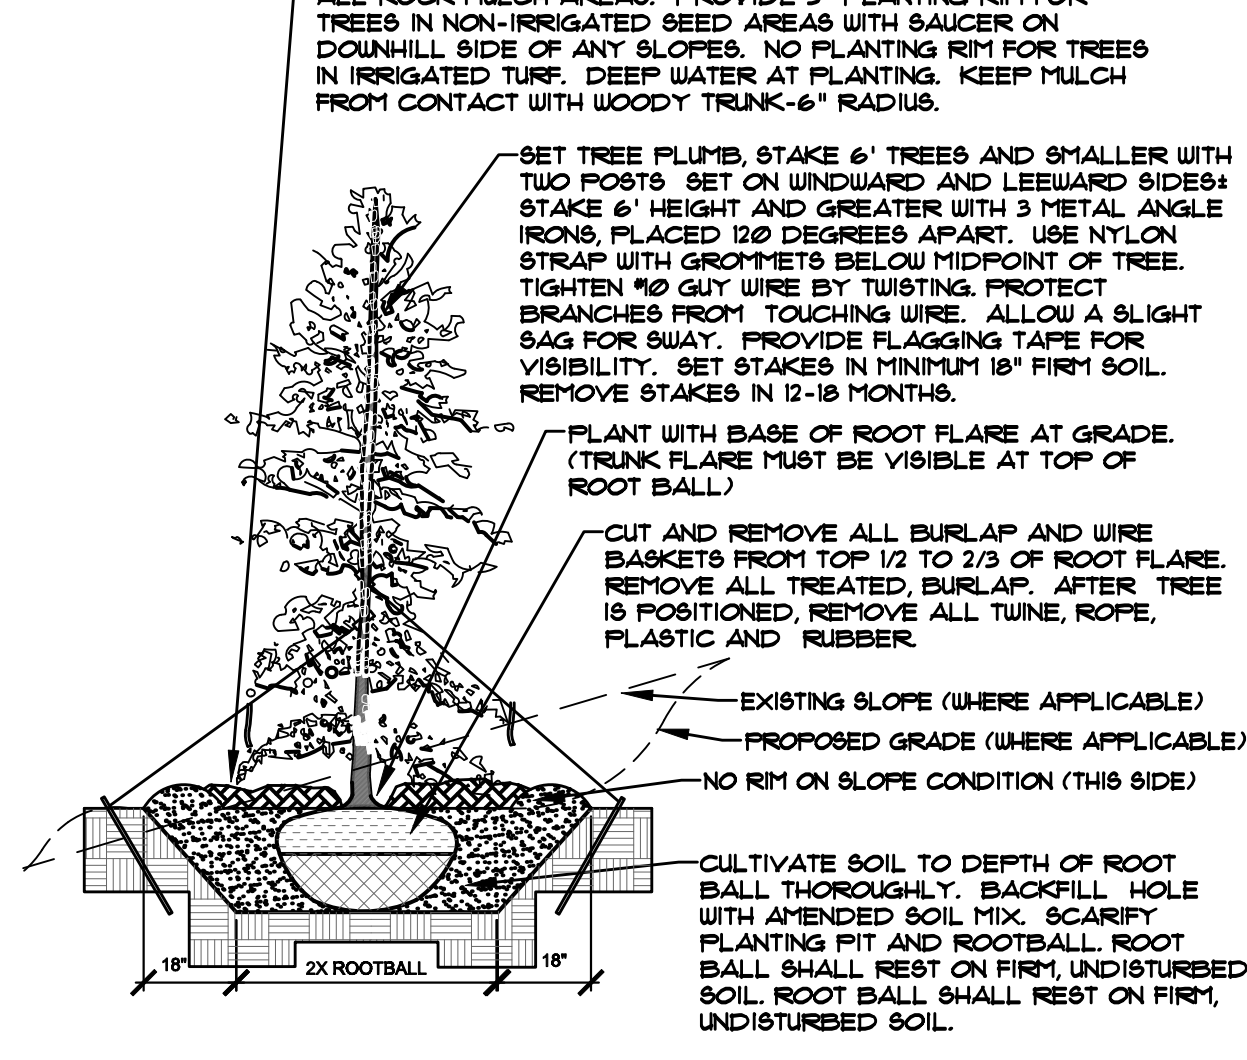 ALL ROCK MULCH AREAS. PROVIDE 3" PLANTING RIM FOR
TREES IN NON-IRRIGATED SEED AREAS WITH SAUCER ON
DOWNHILL SIDE OF ANY SLOPES. NO PLANTING RIM FOR TREES
IN IRRIGATED TURF. DEEP WATER AT PLANTING. KEEP MULCH
FROM CONTACT WITH WOODY TRUNK-6" RADIUS.
SET TREE PLUMB, STAKE 6' TREES AND SMALLER WITH
TWO POSTS SET ON WINDWARD AND LEEWARD SIDES±
STAKE 6' HEIGHT AND GREATER WITH 3 METAL ANGLE
IRONS, PLACED 120 DEGREES APART. USE NYLON
STRAP WITH GROMMETS BELOW MIDPOINT OF TREE.
TIGHTEN #10 GUY WIRE BY TWISTING. PROTECT
BRANCHES FROM TOUCHING WIRE. ALLOW A SLIGHT
SAG FOR SWAY. PROVIDE FLAGGING TAPE FOR
VISIBILITY. SET STAKES IN MINIMUM 18" FIRM SOIL.
REMOVE STAKES IN 12-18 MONTHS.
PLANT WITH BASE OF ROOT FLARE AT GRADE.
(TRUNK FLARE MUST BE VISIBLE AT TOP OF
ROOT BALL)
CUT AND REMOVE ALL BURLAP AND WIRE
BASKETS FROM TOP 1/2 TO 2/3 OF ROOT FLARE.
REMOVE ALL TREATED, BURLAP. AFTER TREE
IS POSITIONED, REMOVE ALL TWINE, ROPE,
PLASTIC AND RUBBER.
EXISTING SLOPE (WHERE APPLICABLE)
PROPOSED GRADE (WHERE APPLICABLE)
NO RIM ON SLOPE CONDITION (THIS SIDE)
CULTIVATE SOIL TO DEPTH OF ROOT
BALL THOROUGHLY. BACKFILL HOLE
WITH AMENDED SOIL MIX. SCARIFY
PLANTING PIT AND ROOTBALL. ROOT
BALL SHALL REST ON FIRM, UNDISTURBED
SOIL. ROOT BALL SHALL REST ON FIRM,
UNDISTURBED SOIL.
18" 2X ROOTBALL 18"